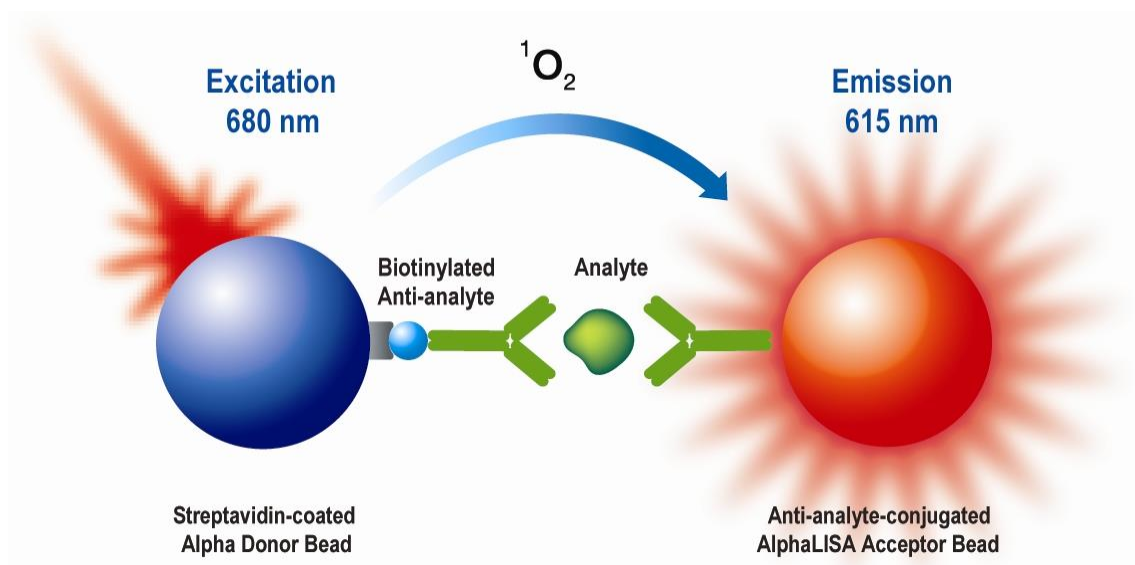 Excitation
680 nm
¹O₂
Emission
615 nm
Biotinylated
Anti-analyte
Analyte
Streptavidin-coated
Alpha Donor Bead
Anti-analyte-conjugated
AlphaLISA Acceptor Bead